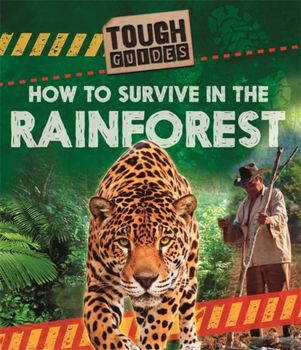 TOUGH
GUIDES
HOW TO SURVIVE IN THE
RAINFOREST